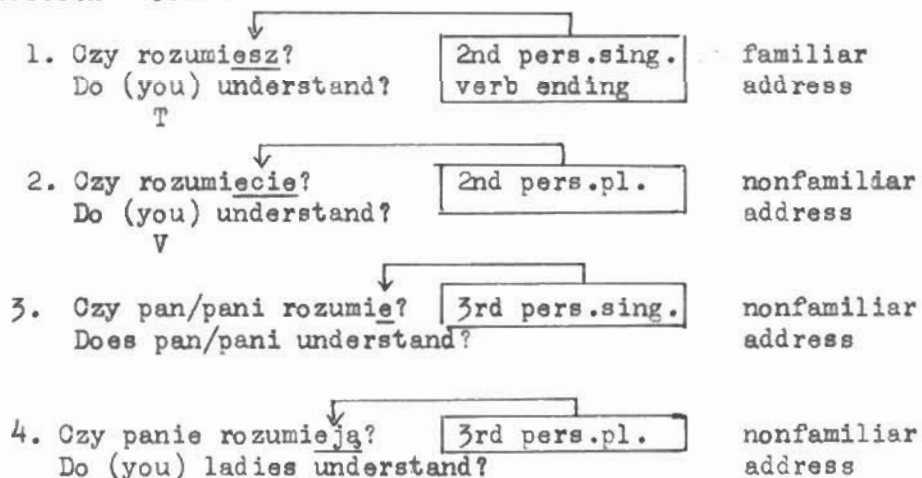 1. Czy rozumiesz? 2nd pers.sing. familiar
Do (you) understand? verb ending address
T
2. Czy rozumiecie? 2nd pers.pl. nonfamiliar
Do (you) understand? address
V
3. Czy pan/pani rozumie? 3rd pers.sing. nonfamiliar
Does pan/pani understand? address
4. Czy panie rozumieją? 3rd pers.pl. nonfamiliar
Do (you) ladies understand? address